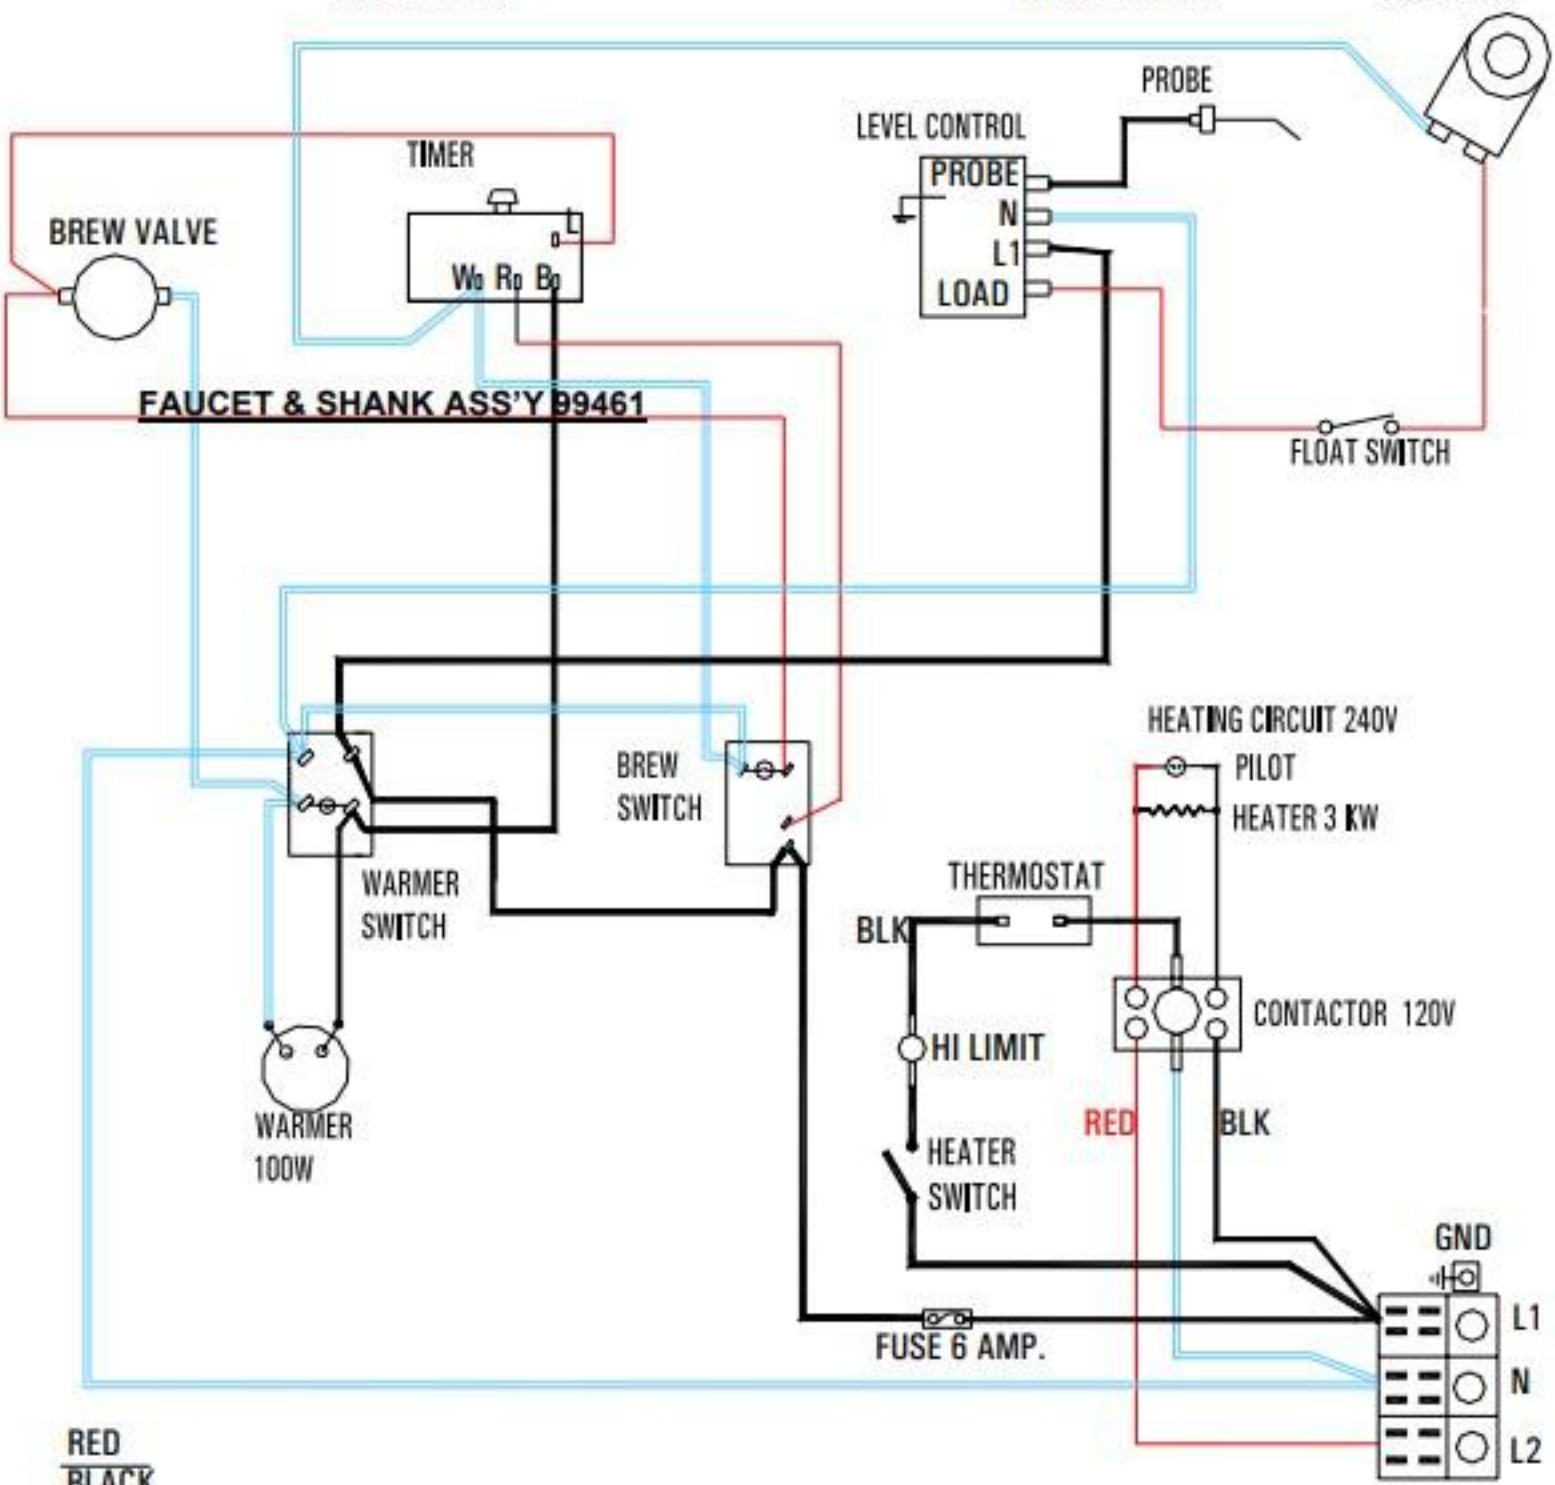 PROBE
LEVEL CONTROL
TIMER
PROBE
BREW VALVE
L
N
L1
W R B
LOAD
FAUCET & SHANK ASS'Y 99461
FLOAT SWITCH
HEATING CIRCUIT 240V
BREW
SWITCH
PILOT
HEATER 3 KW
WARMER
SWITCH
THERMOSTAT
BLK
CONTACTOR 120V
HI LIMIT
WARMER
100W
RED
BLK
HEATER
SWITCH
GND
L1
FUSE 6 AMP.
N
RED
L2
BLACK